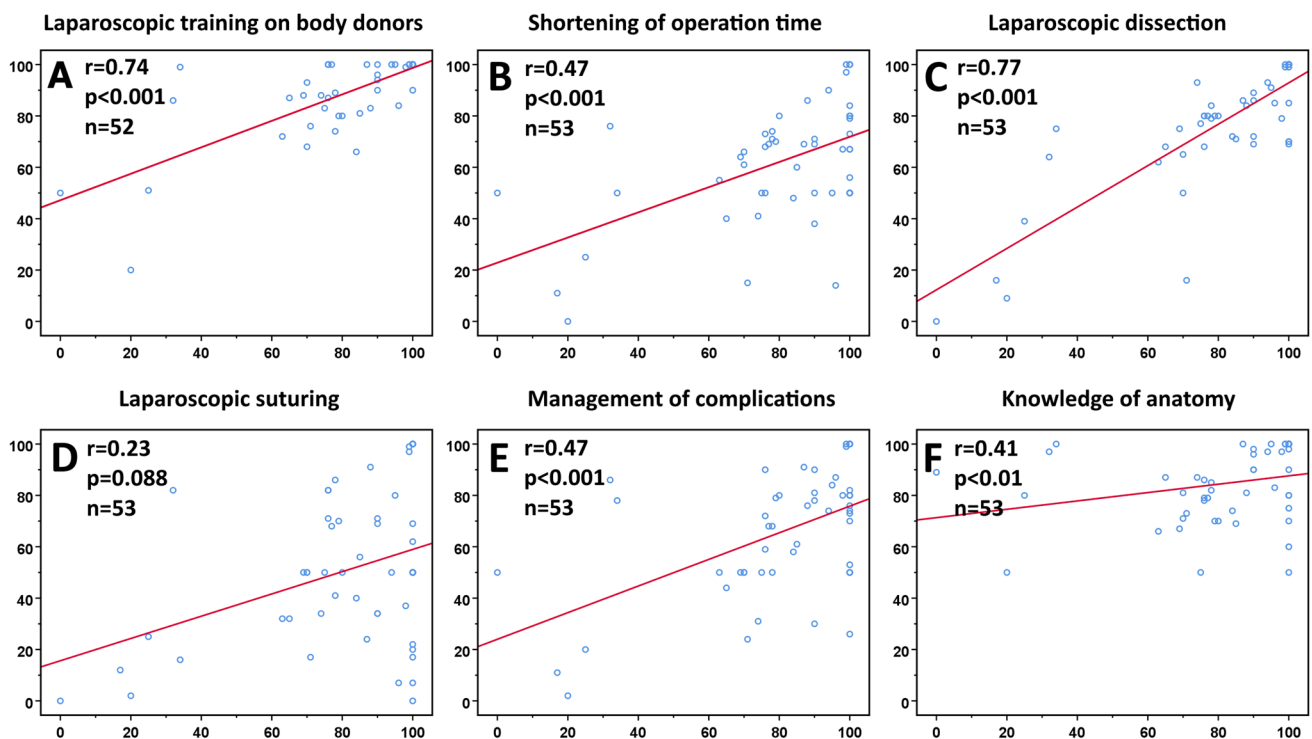 Laparoscopic training on body donors
A
r=0.74
p<0.001
n=52
100
80
60
40
20
0
0 20 40 60 80 100
Shortening of operation time
B
r=0.47
p<0.001
n=53
100
80
60
40
20
0
0 20 40 60 80 100
Laparoscopic dissection
C
r=0.77
p<0.001
n=53
100
80
60
40
20
0
0 20 40 60 80 100
Laparoscopic suturing
D
r=0.23
p=0.088
n=53
100
80
60
40
20
0
0 20 40 60 80 100
Management of complications
E
r=0.47
p<0.001
n=53
100
80
60
40
20
0
0 20 40 60 80 100
Knowledge of anatomy
F
r=0.41
p<0.01
n=53
100
80
60
40
20
0
0 20 40 60 80 100